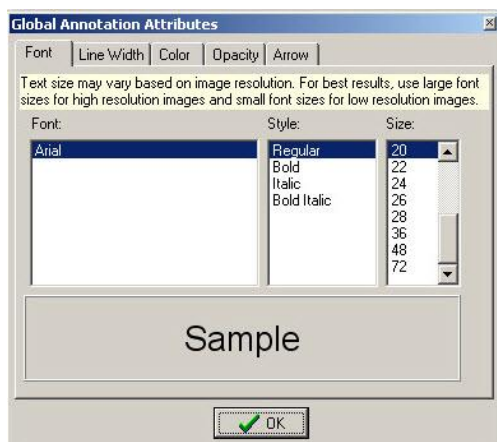 Global Annotation Attributes
Font Line Width Color Opacity Arrow
Text size may vary based on image resolution. For best results, use large font
sizes for high resolution images and small font sizes for low resolution images.
Font: Style: Size:
Arial Regular 20
Bold 22
Italic 24
Bold Italic 26
28
36
48
72
Sample
OK